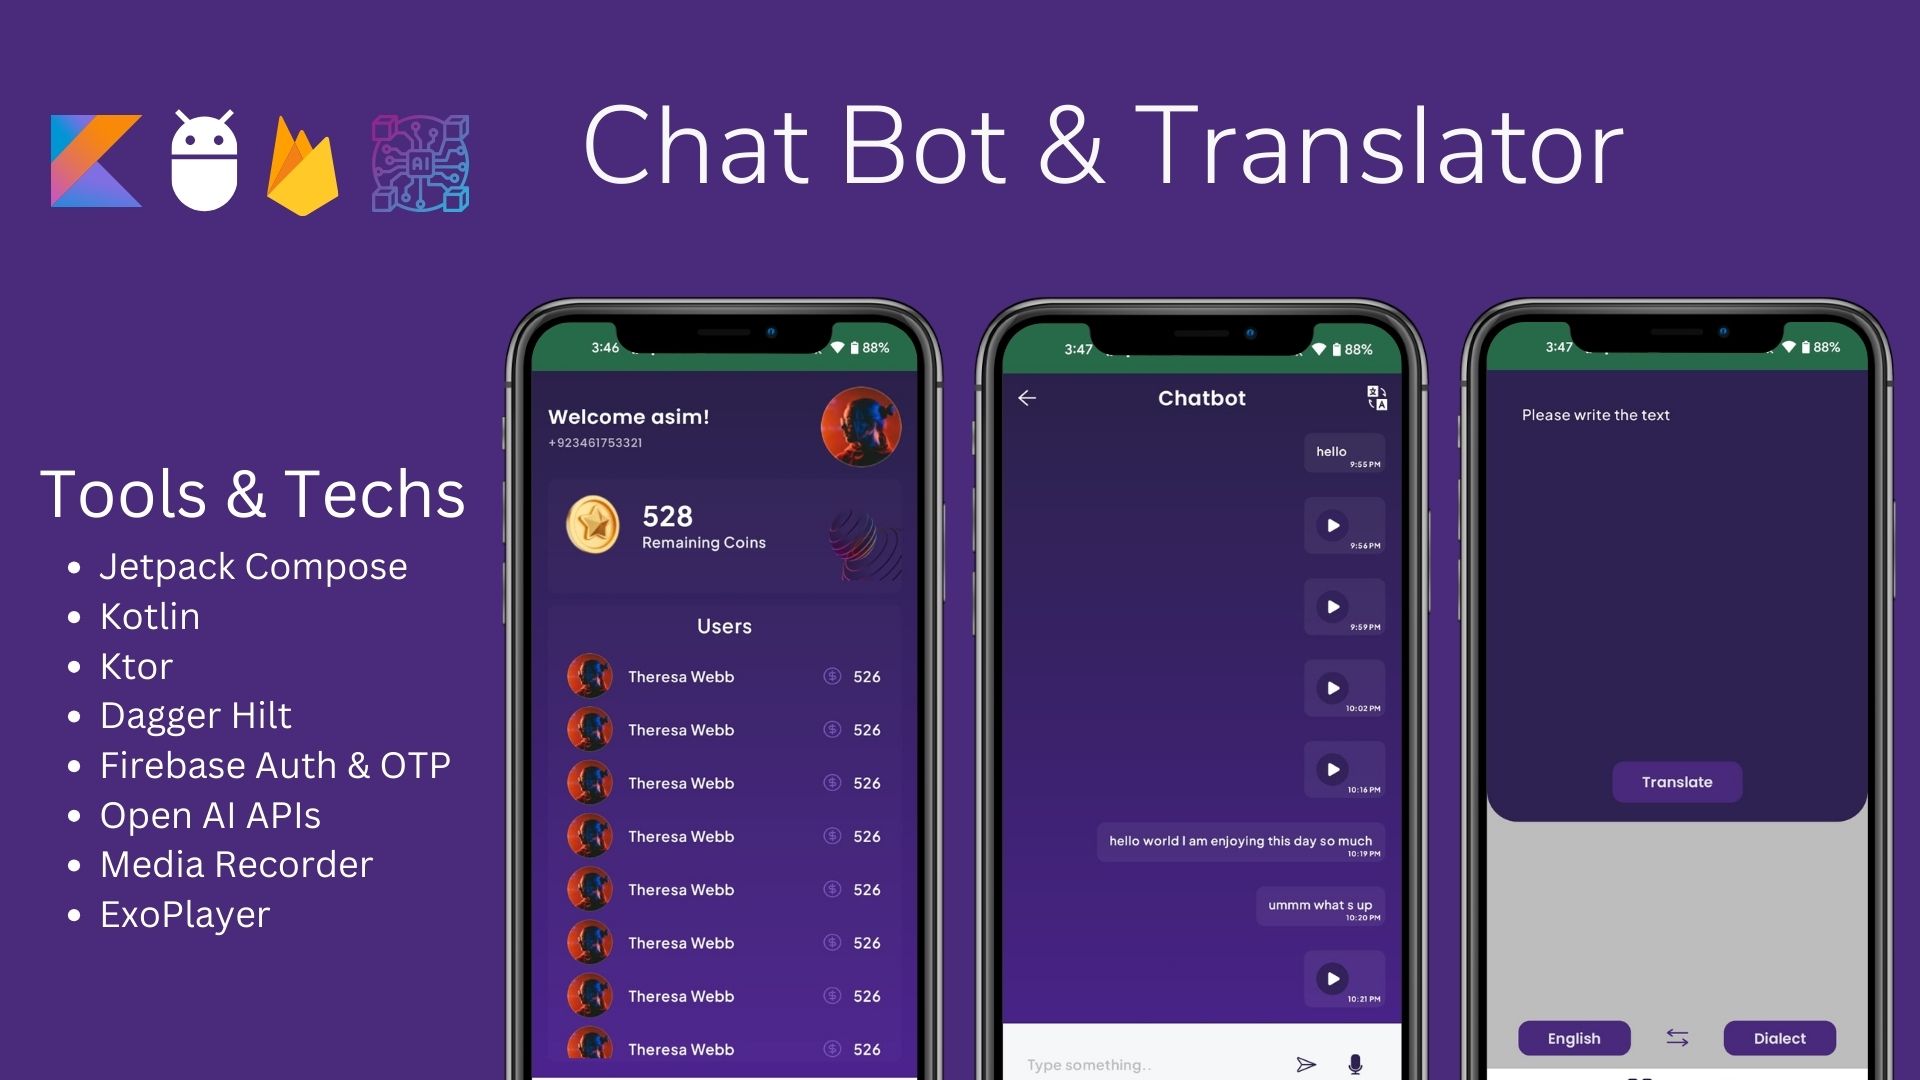 AI
Chat Bot & Translator
Tools & Techs
Jetpack Compose
Kotlin
Ktor
Dagger Hilt
Firebase Auth & OTP
Open AI APIs
Media Recorder
ExoPlayer
3:46
88%
Welcome asim!
+923461753321
528
Remaining Coins
Users
Theresa Webb 526
Theresa Webb 526
Theresa Webb 526
Theresa Webb 526
Theresa Webb 526
Theresa Webb 526
Theresa Webb 526
Theresa Webb 526
3:47
88%
Chatbot
hello
9:55 PM
9:56 PM
9:59 PM
10:02 PM
10:16 PM
hello world I am enjoying this day so much
10:19 PM
ummm what s up
10:20 PM
10:21 PM
Type something..
3:47
88%
Please write the text
Translate
English
Dialect